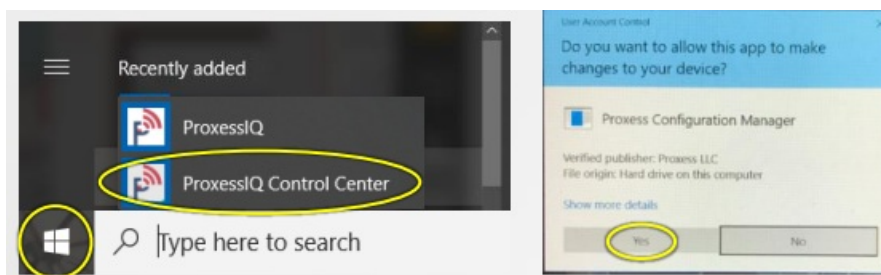 Recently added
ProxessIQ
ProxessIQ Control Center
Type here to search
User Account Control
Do you want to allow this app to make
changes to your device?
Proxess Configuration Manager
Verified publisher: Proxess LLC
File origin: Hard drive on this computer
Show more details
Yes
No